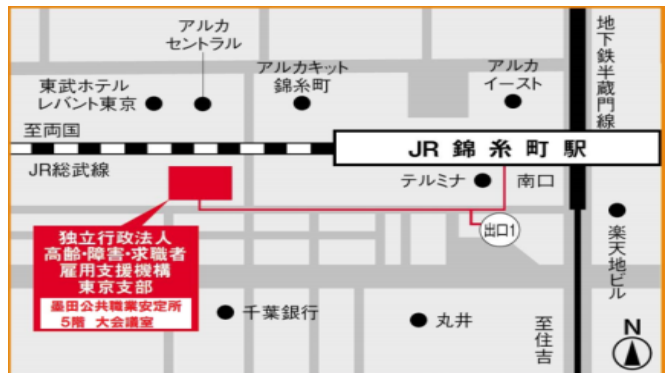 アルカ
セントラル
東武ホテル
レバント東京
アルカキット
錦糸町
アルカ
イースト
地下鉄半蔵門線
至両国
JR錦糸町駅
JR総武線
テルミナ
南口
出口1
独立行政法人
高齢・障害・求職者
雇用支援機構
東京支部
墨田公共職業安定所
5階 大会議室
楽天地ビル
千葉銀行
丸井
至住吉
N